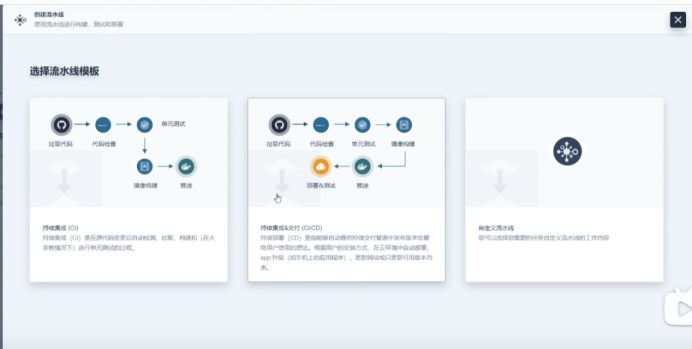 创建流水线
使用流水线进行构建、测试和部署
选择流水线模板
拉取代码
代码检查
单元测试
镜像构建
推送
持续集成 (CI)
持续集成（CI）是在源代码变更后自动检测、拉取、构建和（在大
多数情况下）进行单元测试的过程。
拉取代码
代码检查
单元测试
镜像构建
部署&测试
推送
持续集成&交付 (CI/CD)
持续部署（CD）是指能够自动提供持续交付管道中发布版本给最
终用户使用的想法。根据用户的安装方式，在云环境中自动部署、
app 升级（如手机上的应用程序）、更新网站或只更新可用版本列
表。
自定义流水线
您可以选择您需要的任务自定义流水线的工作内容